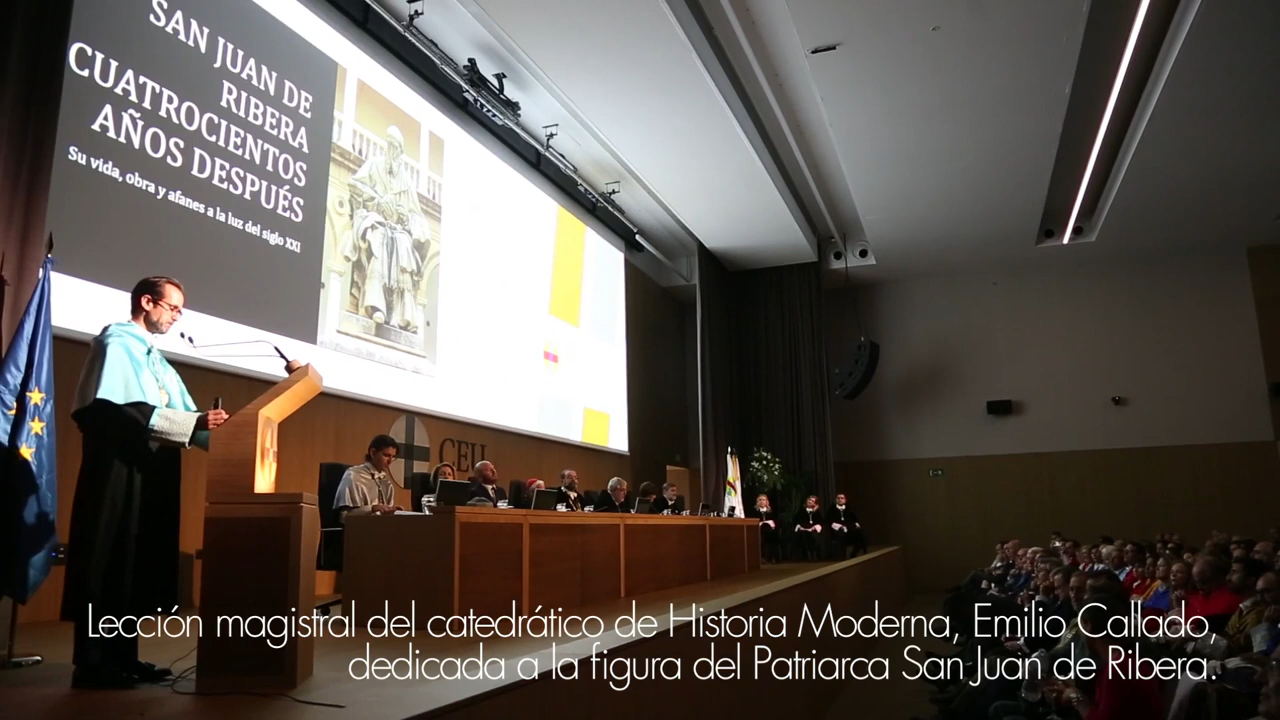 SAN JUAN DE
RIBERA
CUATROCIENTOS
AÑOS DESPUÉS
Su vida, obra y afanes a la luz del siglo XXI
CEU
Lección magistral del catedrático de Historia Moderna, Emilio Callado,
dedicada a la figura del Patriarca San Juan de Ribera.